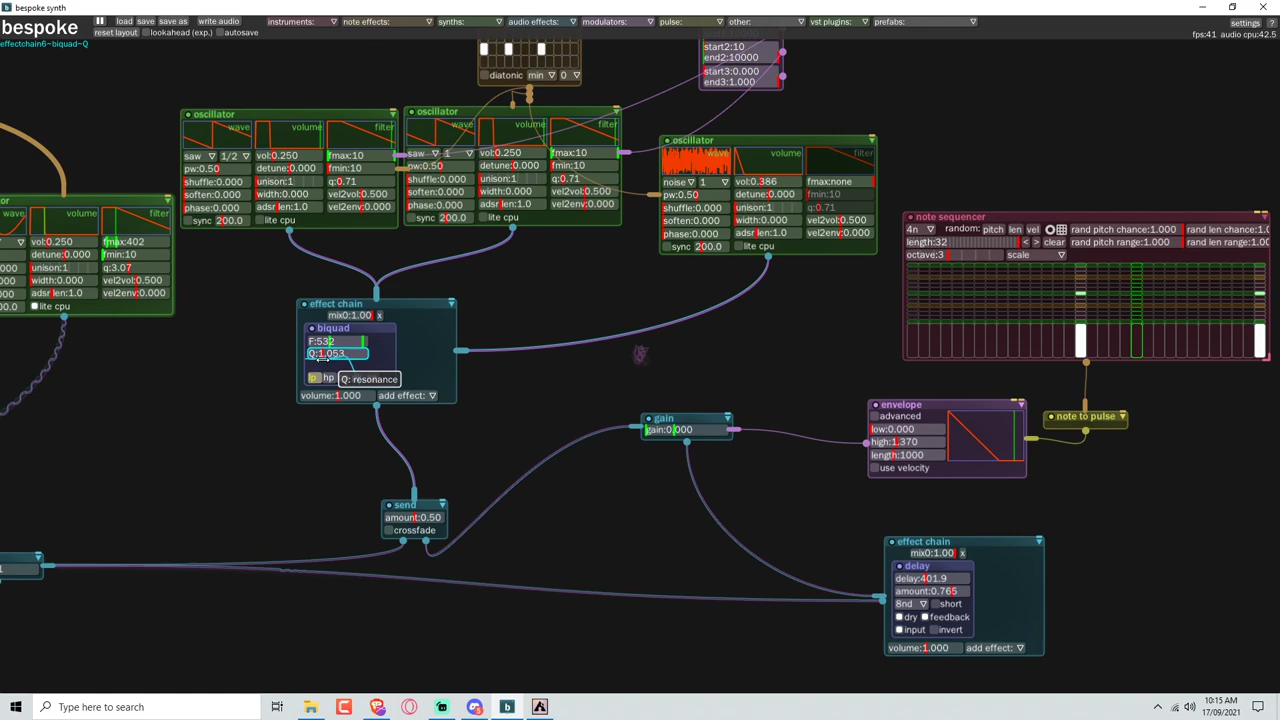 bespoke synth
load save save as write audio
instruments: note effects: synths: audio effects: modulators: pulse: other: vst plugins: prefabs:
bespoke
settings ?
reset layout lookahead (exp.) autosave
fps:41 audio cpu:42.5
effectchain6~biquad~Q
start2:10
end2:10000
start3:0.000
end3:1.000
diatonic min 0
oscillator
wave volume filter
saw 1/2 vol:0.250 fmax:10
pw:0.50 detune:0.000 fmin:10
shuffle:0.000 unison:1 q:0.71
soften:0.000 width:0.000 vel2vol:0.500
phase:0.000 adsr len:1.0 vel2env:0.000
sync 200.0 lite cpu
oscillator
wave volume filter
saw 1 vol:0.250 fmax:10
pw:0.50 detune:0.000 fmin:10
shuffle:0.000 unison:1 q:0.71
soften:0.000 width:0.000 vel2vol:0.500
phase:0.000 adsr len:1.0 vel2env:0.000
sync 200.0 lite cpu
oscillator
wave volume filter
noise 1 vol:0.386 fmax:none
pw:0.50 detune:0.000 fmin:10
shuffle:0.000 unison:1 q:0.71
soften:0.000 width:0.000 vel2vol:0.500
phase:0.000 adsr len:1.0 vel2env:0.000
sync 200.0 lite cpu
wave volume filter
vol:0.250 fmax:402
detune:0.000 fmin:10
unison:1 q:3.07
width:0.000 vel2vol:0.500
adsr len:1.0 vel2env:0.000
lite cpu
note sequencer
4n random: pitch len vel rand pitch chance:1.000 rand len chance:1.0
length:32 < > clear rand pitch range:1.000 rand len range:1.00
octave:3 scale
effect chain
mix0:1.00 x
biquad
F:532
Q:1.053
lp hp
Q: resonance
volume:1.000 add effect:
gain
gain:0.000
envelope
advanced
low:0.000
high:1.370
length:1000
use velocity
note to pulse
send
amount:0.50
crossfade
effect chain
mix0:1.00 x
delay
delay:401.9
amount:0.765
8nd short
dry feedback
input invert
volume:1.000 add effect:
Type here to search
10:15 AM
17/09/2021